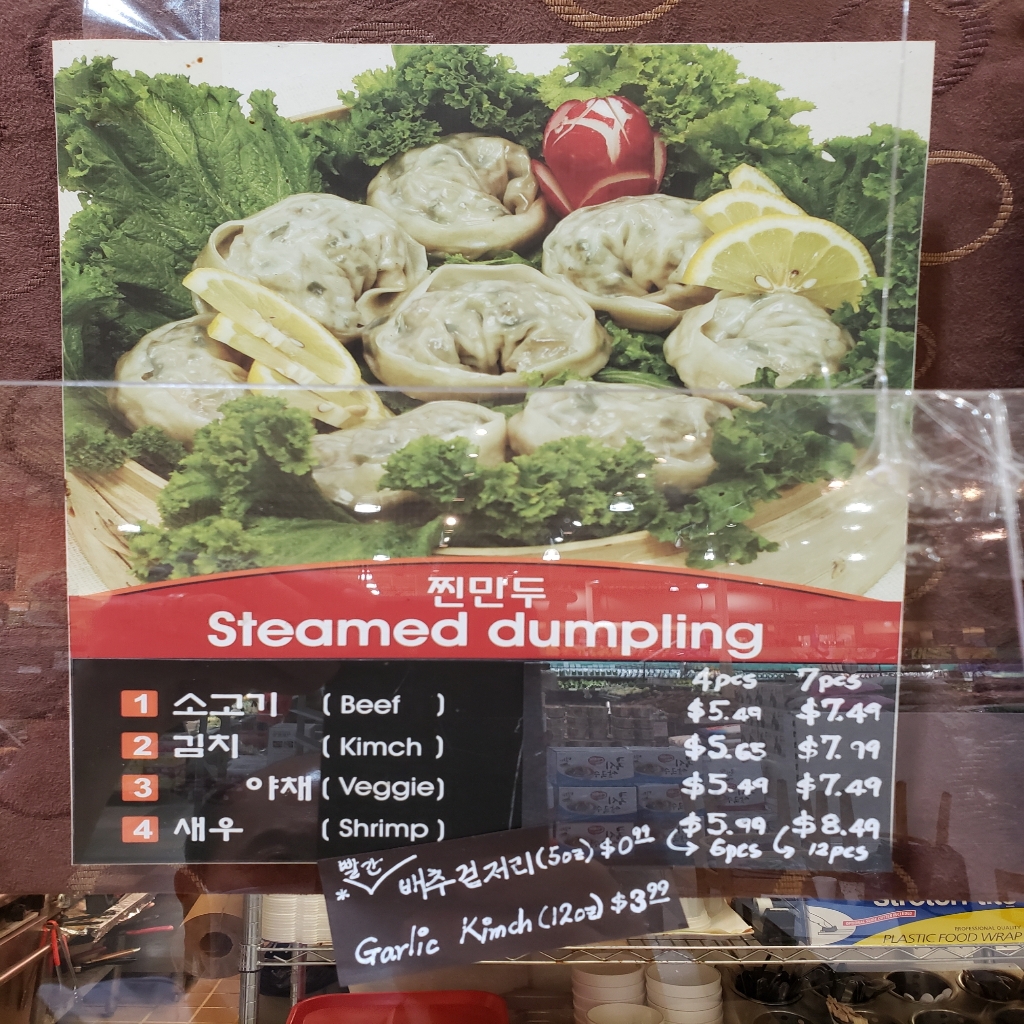 찐만두
Steamed dumpling
4pcs 7pcs
1 소고기 ( Beef ) $5.49 $7.49
2 김치 ( Kimch ) $5.65 $7.99
3 야채 ( Veggie) $5.49 $7.49
4 새우 ( Shrimp ) $5.99 $8.49
6pcs 12pcs
빨간
* 배추겉저리(5oz) $0.99
Garlic Kimch(12oz) $3.99
PROFESSIONAL QUALITY
PLASTIC FOOD WRAP